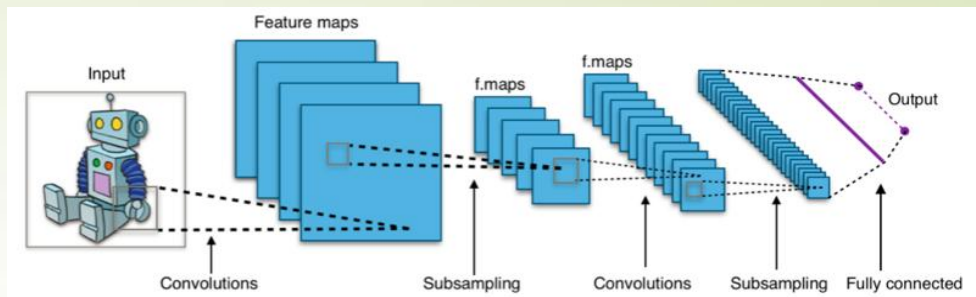 Feature maps
Input
f.maps
f.maps
Output
Convolutions
Subsampling
Convolutions
Subsampling
Fully connected